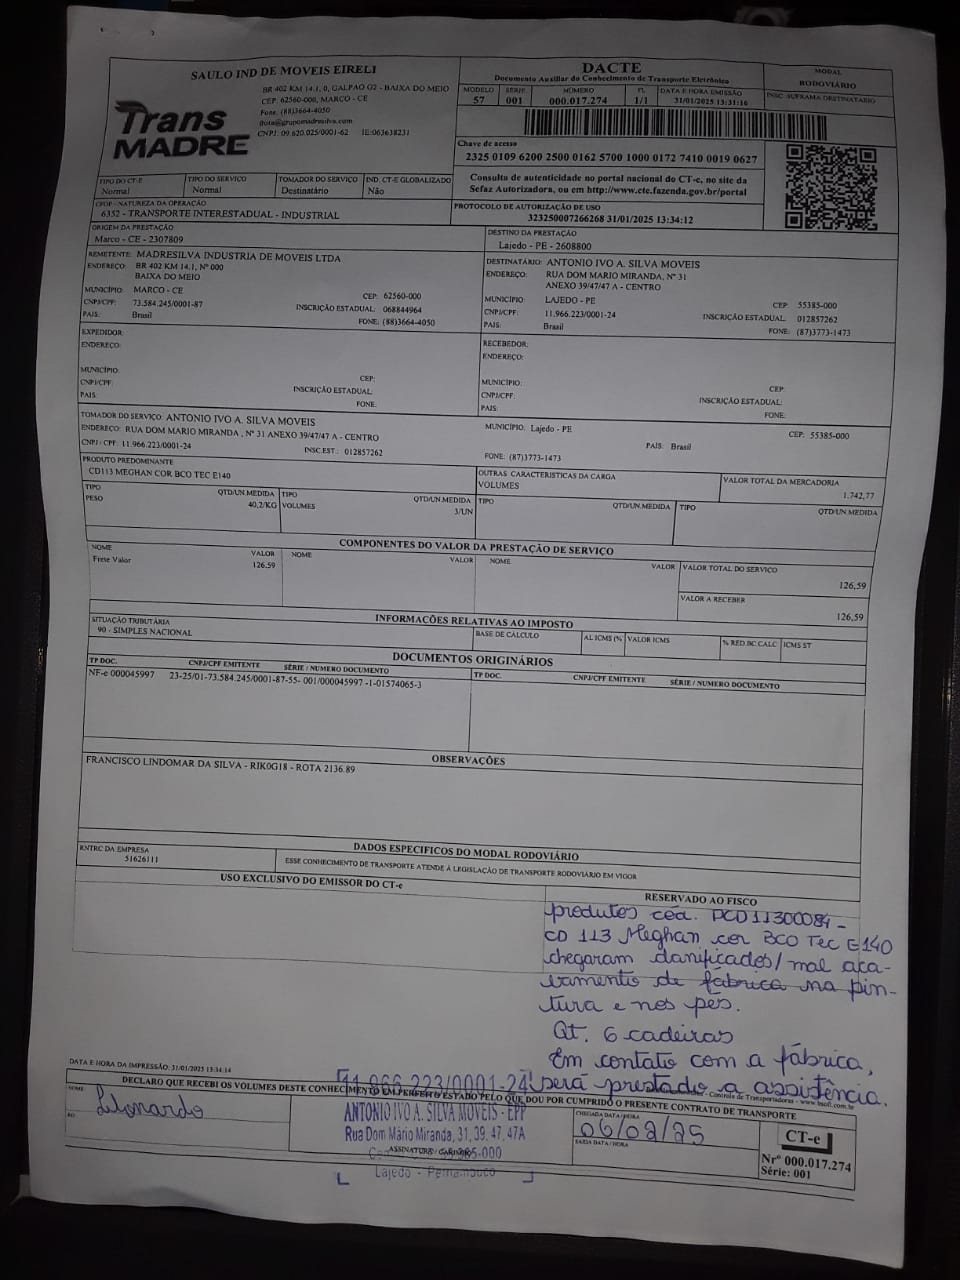 SAULO IND DE MOVEIS EIRELI
Trans
MADRE
BR 402 KM 14.1, 0, GALPAO G2 - BAIXA DO MEIO
CEP: 62560-000, MARCO - CE
Fone: (88)3664-4050
CNPJ: 09.620.025/0001-62 IE:063638231
DACTE
Documento Auxiliar do Conhecimento de Transporte Eletrônico
MODAL
RODOVIÁRIO
MODELO SÉRIE NÚMERO FL DATA E HORA EMISSÃO INSC. SUFRAMA DESTINATÁRIO
57 001 000.017.274 1/1 31/01/2025 13:31:16
Chave de acesso
2325 0109 6200 2500 0162 5700 1000 0172 7410 0019 0627
Consulta de autenticidade no portal nacional do CT-e, no site da
Sefaz Autorizadora, ou em http://www.cte.fazenda.gov.br/portal
TIPO DO CT-E TIPO DO SERVICO TOMADOR DO SERVIÇO IND. CT-E GLOBALIZADO
Normal Normal Destinatário Não
PROTOCOLO DE AUTORIZAÇÃO DE USO
323250007266268 31/01/2025 13:34:12
CFOP - NATUREZA DA OPERAÇÃO
6352 - TRANSPORTE INTERESTADUAL - INDUSTRIAL
ORIGEM DA PRESTAÇÃO
Marco - CE - 2307809
DESTINO DA PRESTAÇÃO
Lajedo - PE - 2608800
REMETENTE: MADRESILVA INDUSTRIA DE MOVEIS LTDA
ENDEREÇO: BR 402 KM 14.1, Nº 000
BAIXA DO MEIO
MUNICÍPIO: MARCO - CE CEP: 62560-000
CNPJ/CPF: 73.584.245/0001-87 INSCRIÇÃO ESTADUAL: 068844964
PAIS: Brasil FONE: (88)3664-4050
DESTINATÁRIO: ANTONIO IVO A. SILVA MOVEIS
ENDEREÇO: RUA DOM MARIO MIRANDA, Nº 31
ANEXO 39/47/47 A - CENTRO
MUNICÍPIO: LAJEDO - PE CEP: 55385-000
CNPJ/CPF: 11.966.223/0001-24 INSCRIÇÃO ESTADUAL: 012857262
PAIS: Brasil FONE: (87)3773-1473
EXPEDIDOR:
ENDEREÇO:
MUNICÍPIO: CEP:
CNPJ/CPF: INSCRIÇÃO ESTADUAL:
PAIS: FONE:
RECEBEDOR:
ENDEREÇO:
MUNICÍPIO: CEP:
CNPJ/CPF: INSCRIÇÃO ESTADUAL:
PAIS: FONE:
TOMADOR DO SERVIÇO: ANTONIO IVO A. SILVA MOVEIS MUNICÍPIO: Lajedo - PE CEP: 55385-000
ENDEREÇO: RUA DOM MARIO MIRANDA , Nº 31 ANEXO 39/47/47 A - CENTRO PAIS: Brasil
CNPJ / CPF: 11.966.223/0001-24 INSC.EST.: 012857262 FONE: (87)3773-1473
PRODUTO PREDOMINANTE OUTRAS CARACTERISTICAS DA CARGA VALOR TOTAL DA MERCADORIA
CD113 MEGHAN COR BCO TEC E140 VOLUMES 1.742,77
TIPO QTD/UN.MEDIDA TIPO QTD/UN.MEDIDA TIPO QTD/UN.MEDIDA TIPO QTD/UN.MEDIDA
PESO 40,2/KG VOLUMES 3/UN
COMPONENTES DO VALOR DA PRESTAÇÃO DE SERVIÇO
NOME VALOR NOME VALOR NOME VALOR VALOR TOTAL DO SERVICO
Frete Valor 126.59 126,59
VALOR A RECEBER
126,59
INFORMACÕES RELATIVAS AO IMPOSTO
SITUAÇÃO TRIBUTÁRIA BASE DE CÁLCULO AL ICMS (% VALOR ICMS % RED.BC CALC ICMS ST
90 - SIMPLES NACIONAL
DOCUMENTOS ORIGINÁRIOS
TP DOC. CNPJ/CPF EMITENTE SÉRIE / NUMERO DOCUMENTO TP DOC. CNPJ/CPF EMITENTE SÉRIE / NUMERO DOCUMENTO
NF-e 000045997 23-25/01-73.584.245/0001-87-55- 001/000045997 -1-01574065-3
OBSERVAÇÕES
FRANCISCO LINDOMAR DA SILVA - RIK0G18 - ROTA 2136.89
DADOS ESPECIFICOS DO MODAL RODOVIÁRIO
RNTRC DA EMPRESA
51626111
ESSE CONHECIMENTO DE TRANSPORTE ATENDE À LEGISLAÇÃO DE TRANSPORTE RODOVIÁRIO EM VIGOR
USO EXCLUSIVO DO EMISSOR DO CT-e
RESERVADO AO FISCO
produtos cód. PCD11300084-
CD 113 Meghan cor BCO Tec E140
chegaram danificados/mal aca-
bamento de fabrica na pin-
tura e nos pés.
Qt. 6 cadeiras
Em contato com a fábrica,
será prestado a assistência.
DATA E HORA DA IMPRESSÃO: 31/01/2025 13:34:14
DECLARO QUE RECEBI OS VOLUMES DESTE CONHECIMENTO EM PERFEITO ESTADO PELO QUE DOU POR CUMPRIDO O PRESENTE CONTRATO DE TRANSPORTE
NOME:
Leonardo
11.966.223/0001-24
ANTONIO IVO A. SILVA MOVEIS - EPP
Rua Dom Mário Miranda, 31, 39, 47, 47A
Lajedo - Pernambuco
CHEGADA DATA/HORA
06/02/25
SAIDA DATA/HORA
CT-e
Nrº 000.017.274
Série: 001